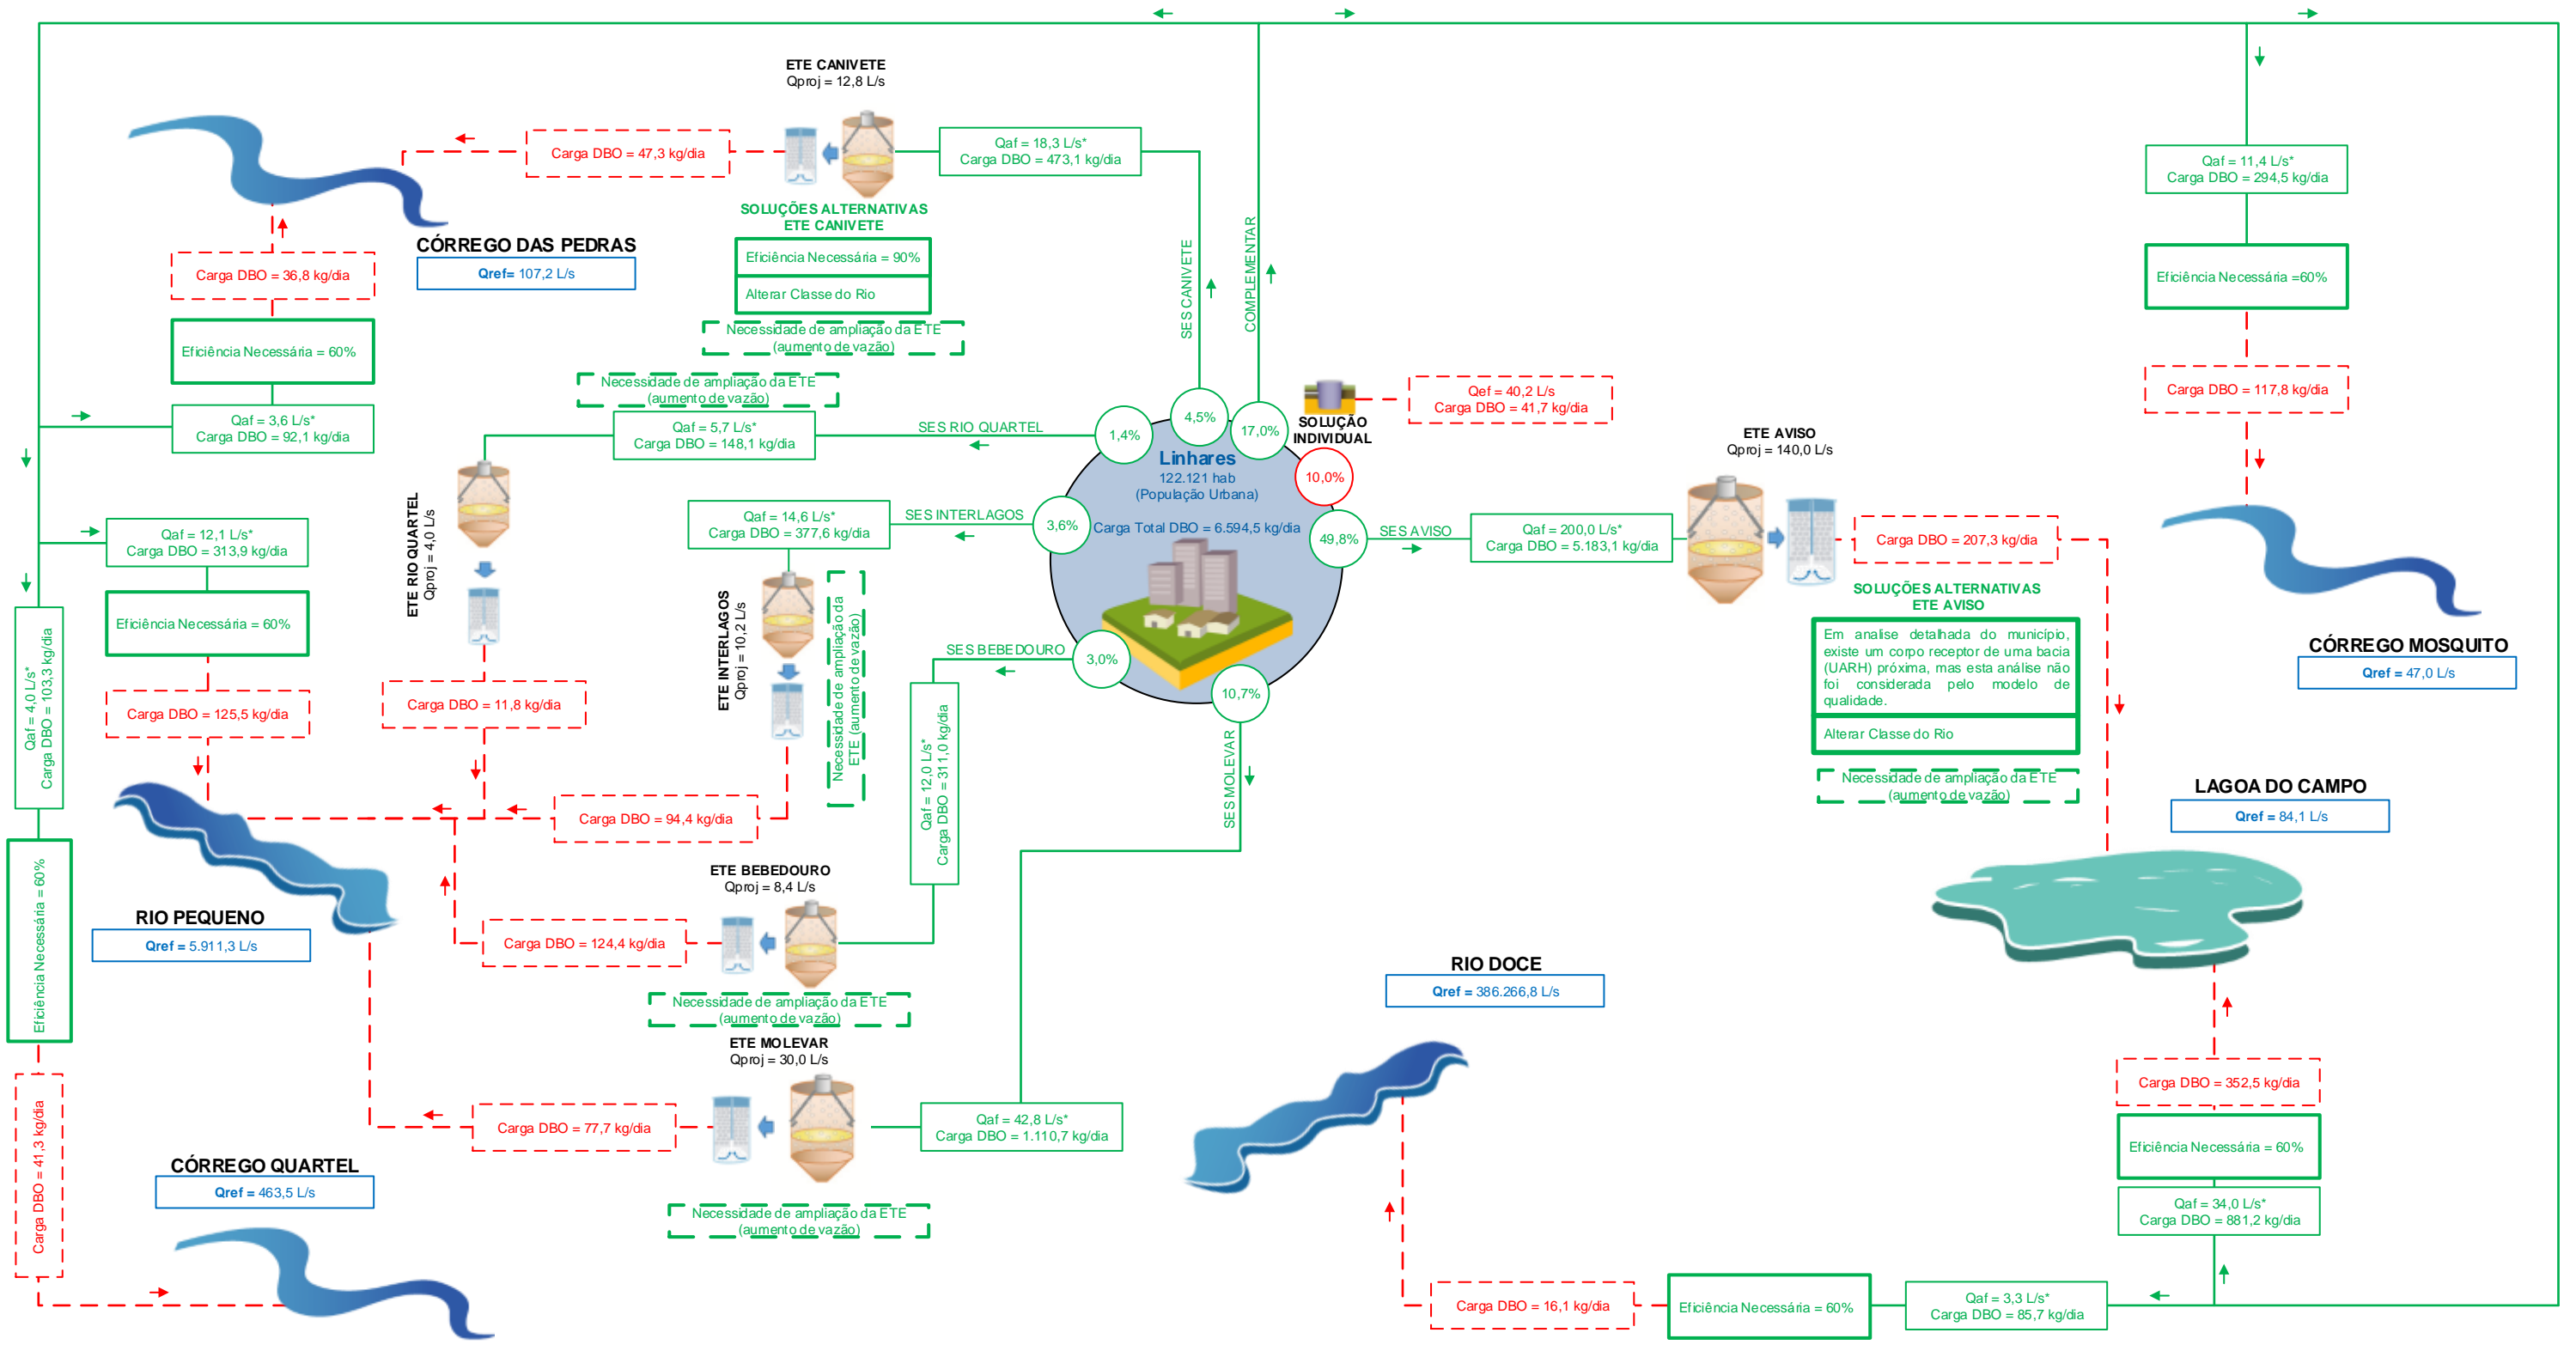 ETE CANIVETE
Qproj = 12,8 L/s
Carga DBO = 47,3 kg/dia
Qaf = 18,3 L/s*
Carga DBO = 473,1 kg/dia
SOLUÇÕES ALTERNATIVAS
ETE CANIVETE
Eficiência Necessária = 90%
Alterar Classe do Rio
Necessidade de ampliação da ETE
(aumento de vazão)
CÓRREGO DAS PEDRAS
Qref= 107,2 L/s
Carga DBO = 36,8 kg/dia
Eficiência Necessária = 60%
Qaf = 3,6 L/s*
Carga DBO = 92,1 kg/dia
SES CANIVETE
COMPLEMENTAR
Qaf = 11,4 L/s*
Carga DBO = 294,5 kg/dia
Eficiência Necessária =60%
Carga DBO = 117,8 kg/dia
CÓRREGO MOSQUITO
Qref = 47,0 L/s
Necessidade de ampliação da ETE
(aumento de vazão)
Qaf = 5,7 L/s*
Carga DBO = 148,1 kg/dia
SES RIO QUARTEL
1,4%
4,5%
17,0%
SOLUÇÃO
INDIVIDUAL
10,0%
Qef = 40,2 L/s
Carga DBO = 41,7 kg/dia
Linhares
122.121 hab
(População Urbana)
Carga Total DBO = 6.594,5 kg/dia
3,6%
49,8%
3,0%
10,7%
SES AVISO
Qaf = 200,0 L/s*
Carga DBO = 5.183,1 kg/dia
ETE AVISO
Qproj = 140,0 L/s
Carga DBO = 207,3 kg/dia
SOLUÇÕES ALTERNATIVAS
ETE AVISO
Em analise detalhada do município,
existe um corpo receptor de uma bacia
(UARH) próxima, mas esta análise não
foi considerada pelo modelo de
qualidade.
Alterar Classe do Rio
Necessidade de ampliação da ETE
(aumento de vazão)
LAGOA DO CAMPO
Qref = 84,1 L/s
ETE RIO QUARTEL
Qproj = 4,0 L/s
Carga DBO = 11,8 kg/dia
Qaf = 14,6 L/s*
Carga DBO = 377,6 kg/dia
SES INTERLAGOS
ETE INTERLAGOS
Qproj = 10,2 L/s
Necessidade de ampliação da
ETE (aumento de vazão)
Carga DBO = 94,4 kg/dia
Qaf = 12,1 L/s*
Carga DBO = 313,9 kg/dia
Eficiência Necessária = 60%
Carga DBO = 125,5 kg/dia
Qaf = 4,0 L/s*
Carga DBO = 103,3 kg/dia
Eficiência Necessária = 60%
Carga DBO = 41,3 kg/dia
RIO PEQUENO
Qref = 5.911,3 L/s
SES BEBEDOURO
Qaf = 12,0 L/s*
Carga DBO = 311,0 kg/dia
ETE BEBEDOURO
Qproj = 8,4 L/s
Carga DBO = 124,4 kg/dia
Necessidade de ampliação da ETE
(aumento de vazão)
SES MOLEVAR
ETE MOLEVAR
Qproj = 30,0 L/s
Carga DBO = 77,7 kg/dia
Qaf = 42,8 L/s*
Carga DBO = 1.110,7 kg/dia
Necessidade de ampliação da ETE
(aumento de vazão)
CÓRREGO QUARTEL
Qref = 463,5 L/s
RIO DOCE
Qref = 386.266,8 L/s
Carga DBO = 352,5 kg/dia
Eficiência Necessária = 60%
Qaf = 34,0 L/s*
Carga DBO = 881,2 kg/dia
Carga DBO = 16,1 kg/dia
Eficiência Necessária = 60%
Qaf = 3,3 L/s*
Carga DBO = 85,7 kg/dia